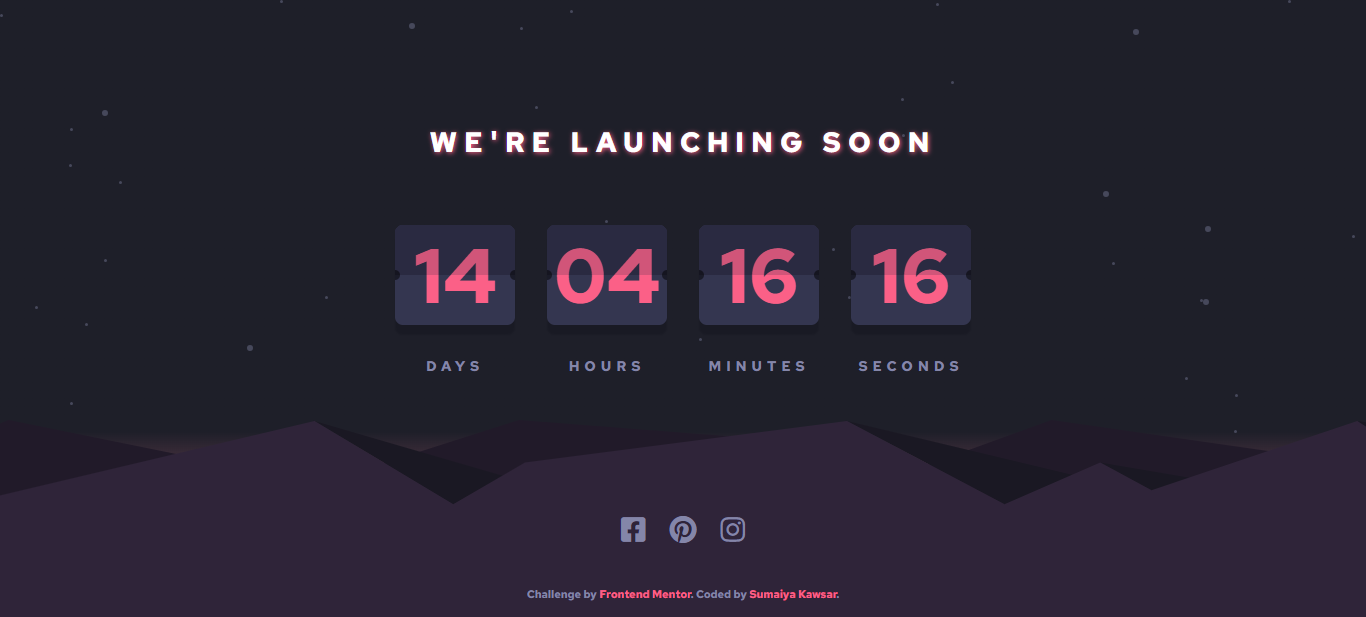 WE'RE LAUNCHING SOON
14 04 16 16
DAYS HOURS MINUTES SECONDS
Challenge by Frontend Mentor. Coded by Sumaiya Kawsar.